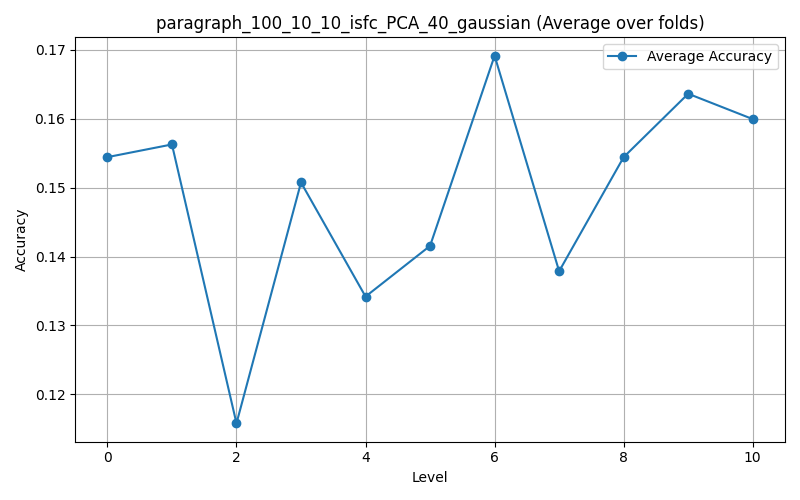 paragraph_100_10_10_isfc_PCA_40_gaussian (Average over folds)
Average Accuracy
Accuracy
0.17
0.16
0.15
0.14
0.13
0.12
0 2 4 6 8 10
Level